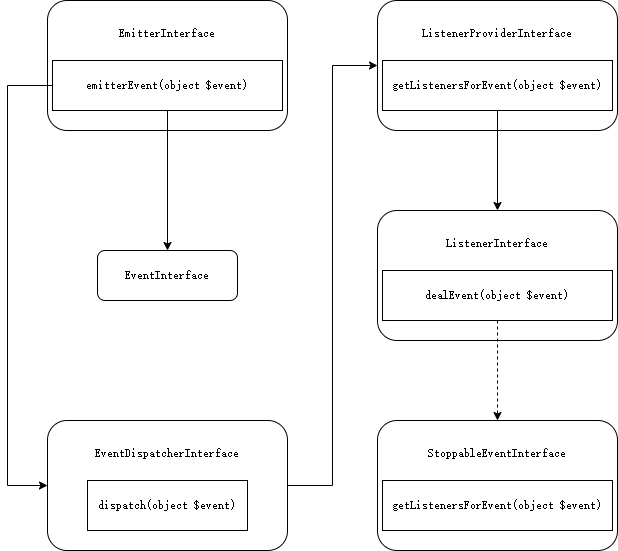 EmitterInterface
emitterEvent(object $event)
EventInterface
EventDispatcherInterface
dispatch(object $event)
ListenerProviderInterface
getListenersForEvent(object $event)
ListenerInterface
dealEvent(object $event)
StoppableEventInterface
getListenersForEvent(object $event)